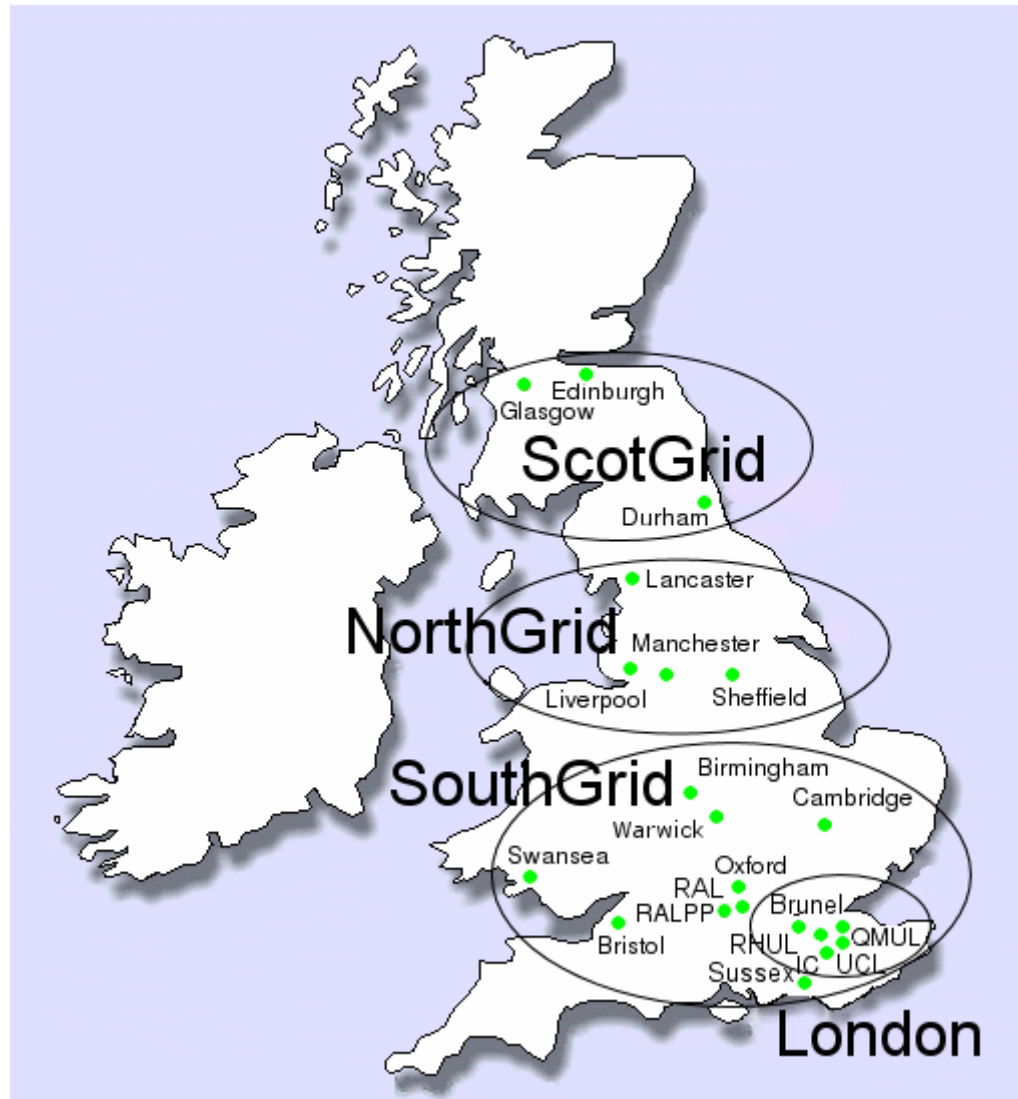 Edinburgh
Glasgow
ScotGrid
Durham
Lancaster
NorthGrid
Manchester
Liverpool
Sheffield
Birmingham
SouthGrid
Cambridge
Warwick
Swansea
Oxford
RAL
RALPP
Brunel
Bristol
RHUL
QMUL
IC
UCL
Sussex
London